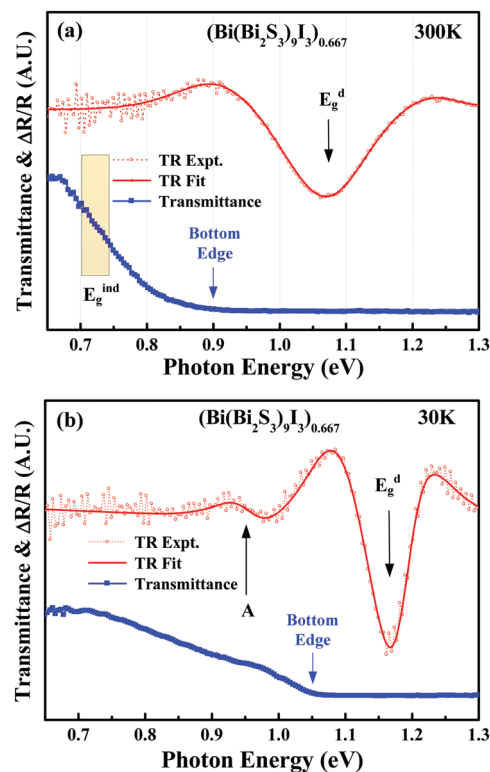 (a) (Bi(Bi₂S₃)₉I₃)₀.₆₆₇ 300K
E_g^d
TR Expt.
TR Fit
Transmittance
Bottom
Edge
E_g^ind
Transmittance & ΔR/R (A.U.)
0.7 0.8 0.9 1.0 1.1 1.2 1.3
Photon Energy (eV)
(b) (Bi(Bi₂S₃)₉I₃)₀.₆₆₇ 30K
E_g^d
TR Expt.
TR Fit
Transmittance
A
Bottom
Edge
Transmittance & ΔR/R (A.U.)
0.7 0.8 0.9 1.0 1.1 1.2 1.3
Photon Energy (eV)